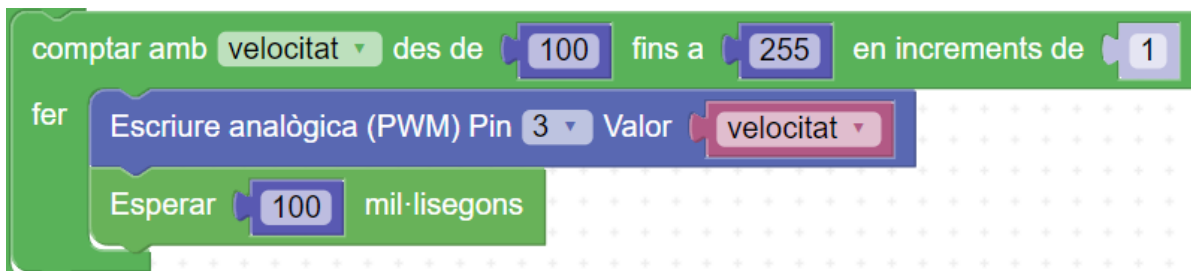 comptar amb velocitat des de 100 fins a 255 en increments de 1
fer
Escriure analògica (PWM) Pin 3 Valor velocitat
Esperar 100 mil·lisegons